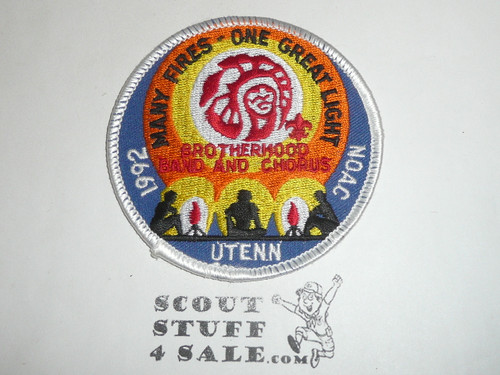 MANY FIRES - ONE GREAT LIGHT
BROTHERHOOD
BAND AND CHORUS
1992
NOAC
UTENN
SCOUT
STUFF
4 SALE.com